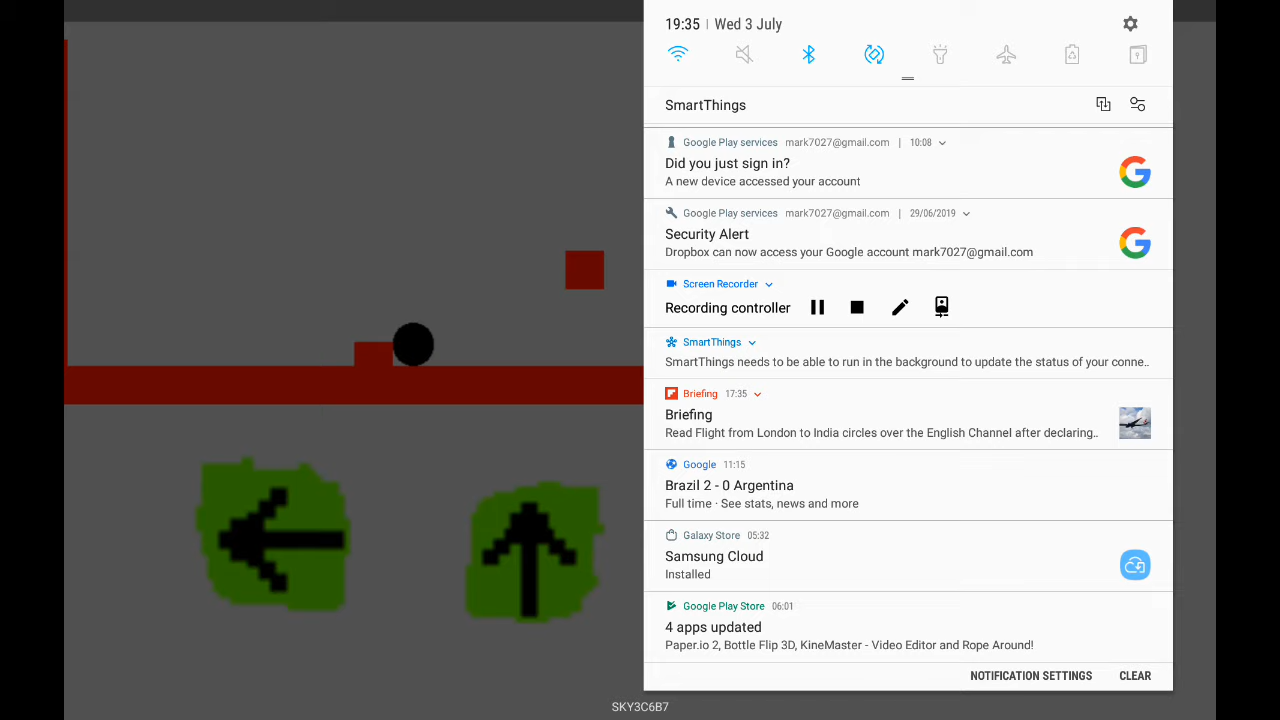 19:35 | Wed 3 July
SmartThings
Google Play services mark7027@gmail.com | 10:08
Did you just sign in?
A new device accessed your account
Google Play services mark7027@gmail.com | 29/06/2019
Security Alert
Dropbox can now access your Google account mark7027@gmail.com
Screen Recorder
Recording controller
SmartThings
SmartThings needs to be able to run in the background to update the status of your conne..
Briefing 17:35
Briefing
Read Flight from London to India circles over the English Channel after declaring..
Google 11:15
Brazil 2 - 0 Argentina
Full time · See stats, news and more
Galaxy Store 05:32
Samsung Cloud
Installed
Google Play Store 06:01
4 apps updated
Paper.io 2, Bottle Flip 3D, KineMaster - Video Editor and Rope Around!
NOTIFICATION SETTINGS CLEAR
SKY3C6B7